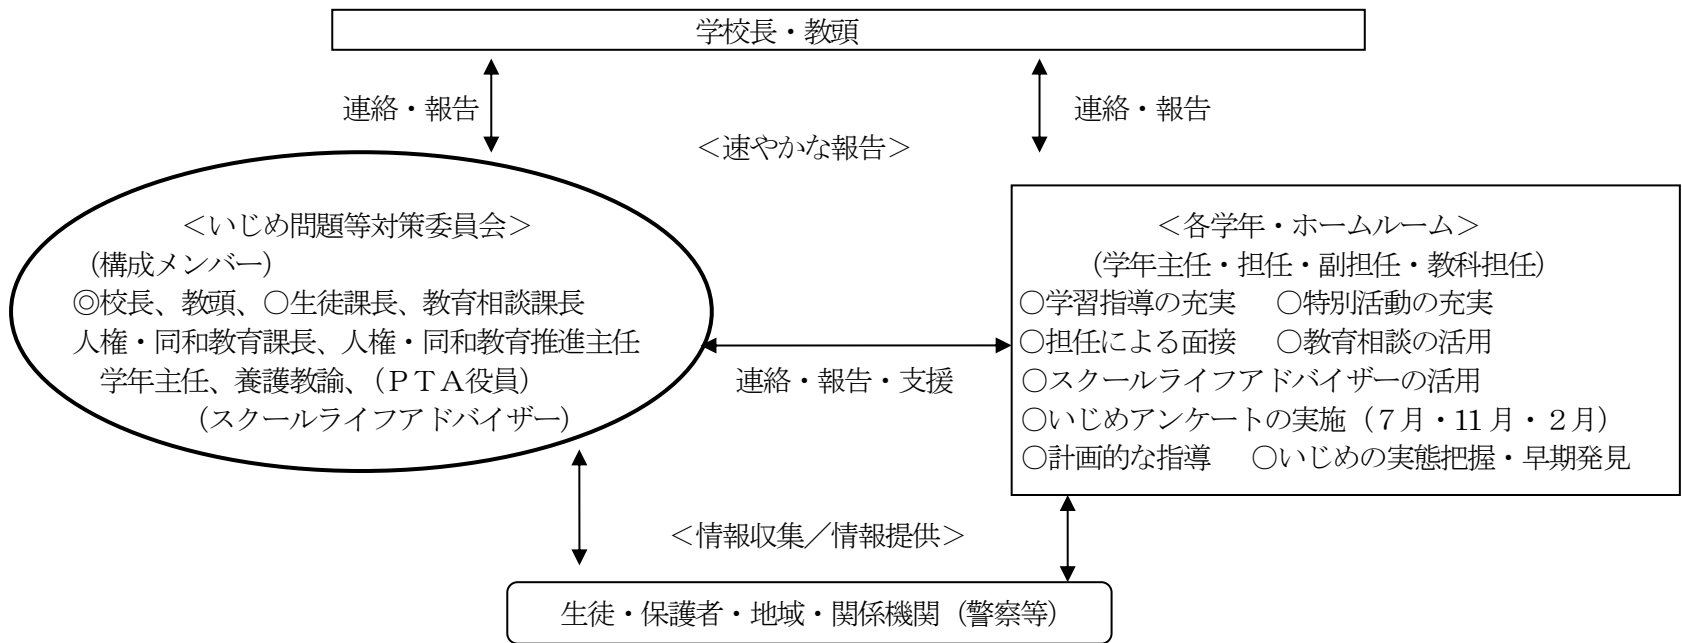 学校長・教頭
連絡・報告
連絡・報告
＜速やかな報告＞
＜いじめ問題等対策委員会＞
（構成メンバー）
◎校長、教頭、○生徒課長、教育相談課長
人権・同和教育課長、人権・同和教育推進主任
学年主任、養護教諭、（ＰＴＡ役員）
（スクールライフアドバイザー）
連絡・報告・支援
＜各学年・ホームルーム＞
（学年主任・担任・副担任・教科担任）
○学習指導の充実　○特別活動の充実
○担任による面接　○教育相談の活用
○スクールライフアドバイザーの活用
○いじめアンケートの実施（７月・11月・２月）
○計画的な指導　○いじめの実態把握・早期発見
＜情報収集／情報提供＞
生徒・保護者・地域・関係機関（警察等）